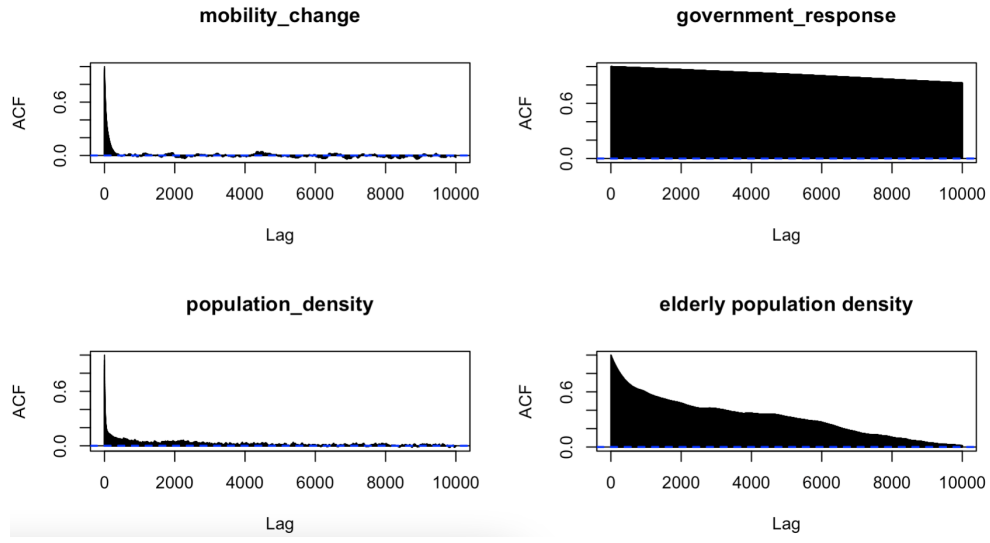 mobility_change
ACF
0.6
0.0
0 2000 4000 6000 8000 10000
Lag
government_response
ACF
0.6
0.0
0 2000 4000 6000 8000 10000
Lag
population_density
ACF
0.6
0.0
0 2000 4000 6000 8000 10000
Lag
elderly population density
ACF
0.6
0.0
0 2000 4000 6000 8000 10000
Lag